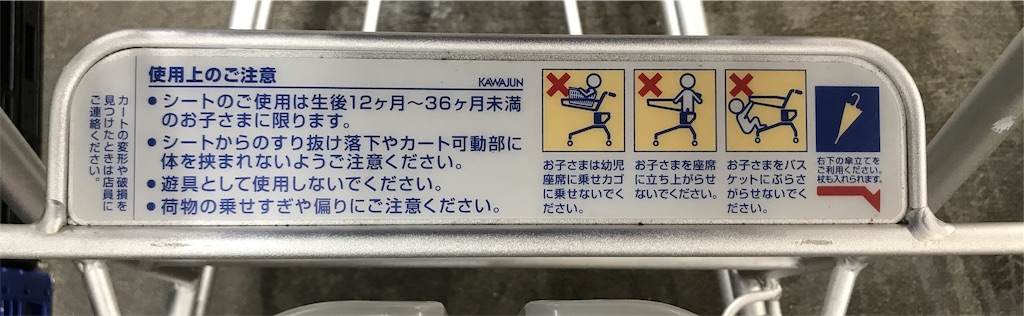 カートの変形や破損を
見つけたときは店員に
ご連絡ください。
使用上のご注意
KAWAJUN
●シートのご使用は生後12ヶ月～36ヶ月未満
のお子さまに限ります。
●シートからのすり抜け落下やカート可動部に
体を挟まれないようご注意ください。
●遊具として使用しないでください。
●荷物の乗せすぎや偏りにご注意ください。
お子さまは幼児
座席に乗せカゴ
に乗せないでく
ださい。
お子さまを座席
に立ち上がらせ
ないでください。
お子さまをバス
ケットにぶらさ
がらせないでく
ださい。
右下の傘立てを
ご利用ください。
杖も入れられます。